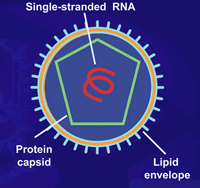 Single-stranded RNA
Protein
capsid
Lipid
envelope